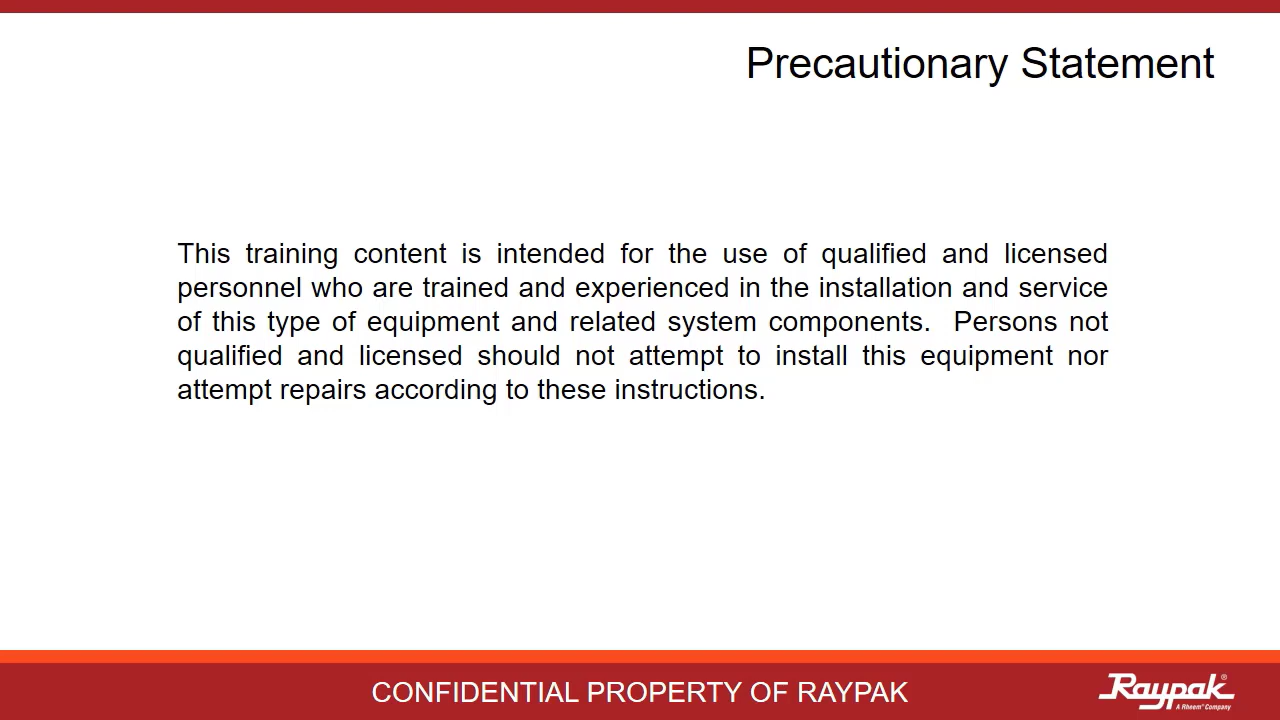 Precautionary Statement
This training content is intended for the use of qualified and licensed
personnel who are trained and experienced in the installation and service
of this type of equipment and related system components.  Persons not
qualified and licensed should not attempt to install this equipment nor
attempt repairs according to these instructions.
CONFIDENTIAL PROPERTY OF RAYPAK
Raypak®
A Rheem® Company